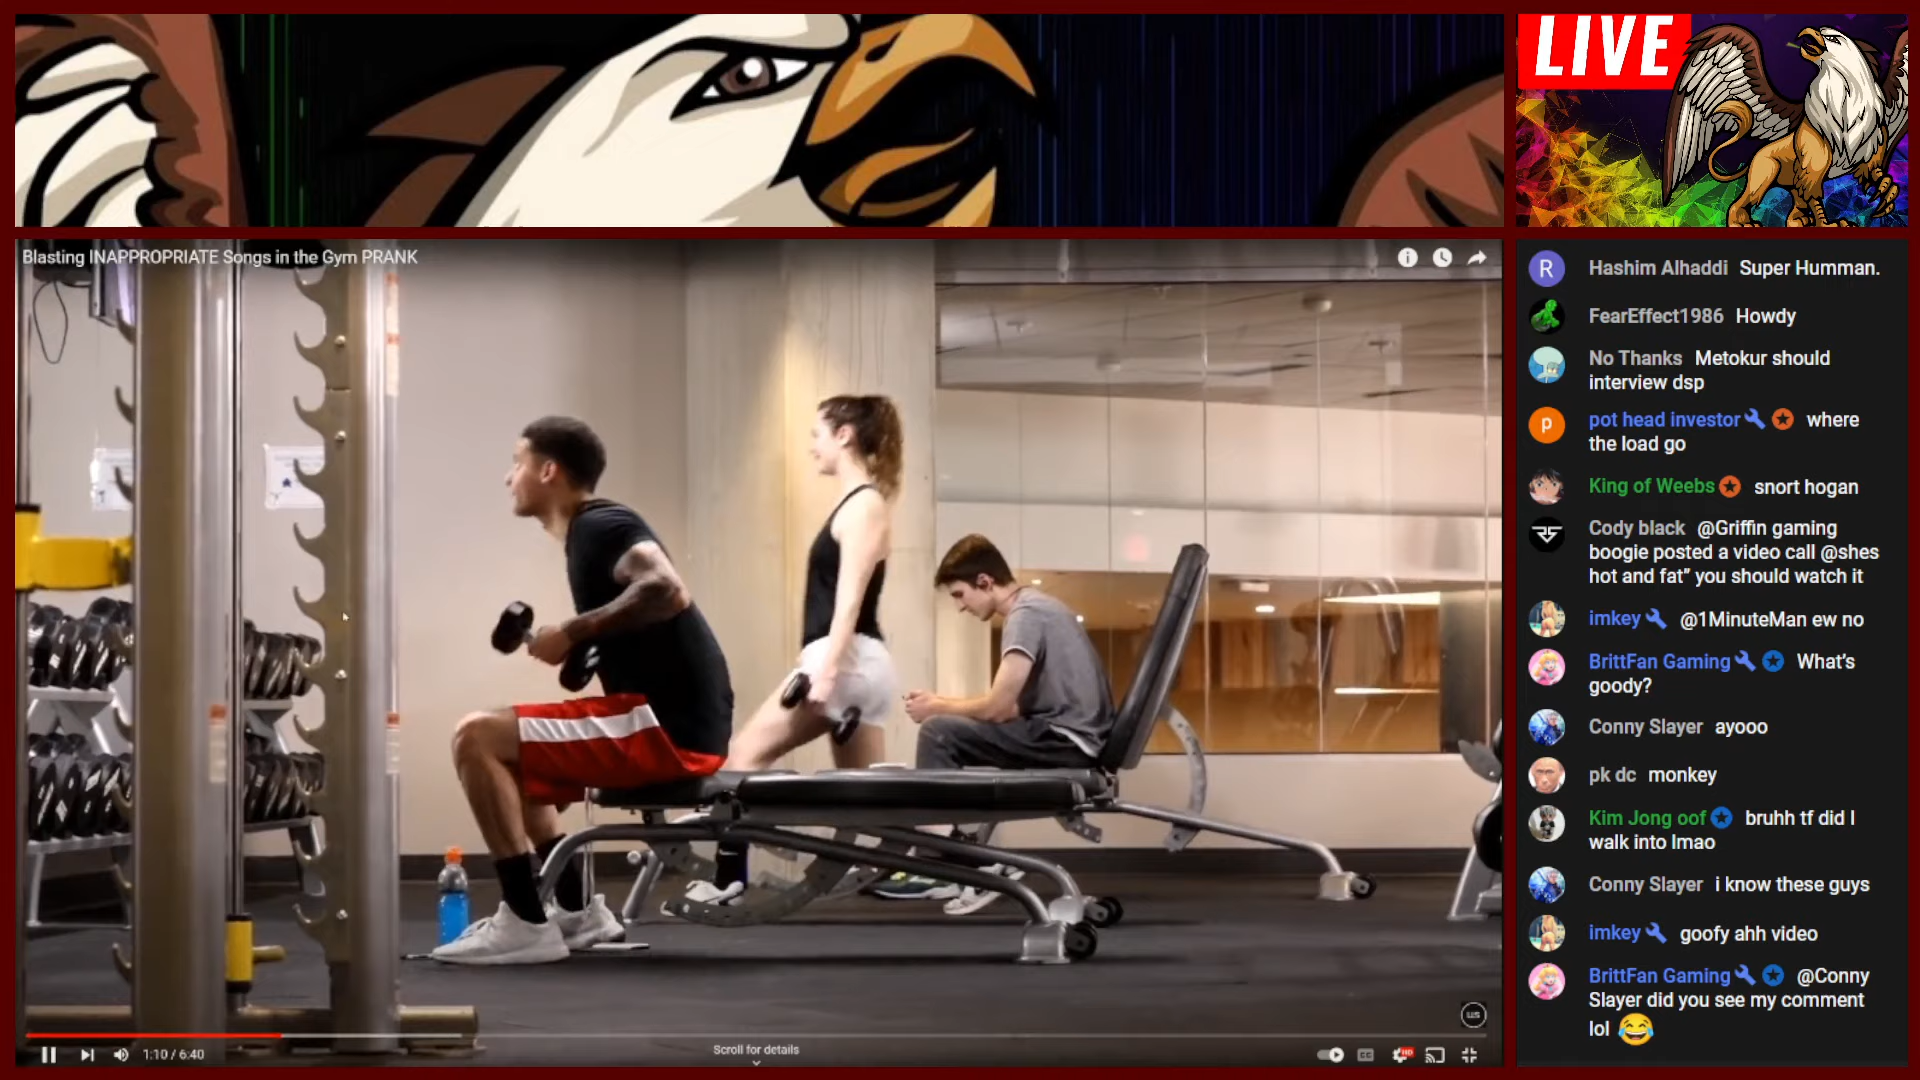 LIVE
Blasting INAPPROPRIATE Songs in the Gym PRANK
1:10 / 6:40
Scroll for details
CC
HD
R
Hashim Alhaddi Super Humman.
FearEffect1986 Howdy
No Thanks Metokur should
interview dsp
p
pot head investor where
the load go
King of Weebs snort hogan
Cody black @Griffin gaming
boogie posted a video call @shes
hot and fat” you should watch it
imkey @1MinuteMan ew no
BrittFan Gaming What’s
goody?
Conny Slayer ayooo
pk dc monkey
Kim Jong oof bruhh tf did I
walk into lmao
Conny Slayer i know these guys
imkey goofy ahh video
BrittFan Gaming @Conny
Slayer did you see my comment
lol